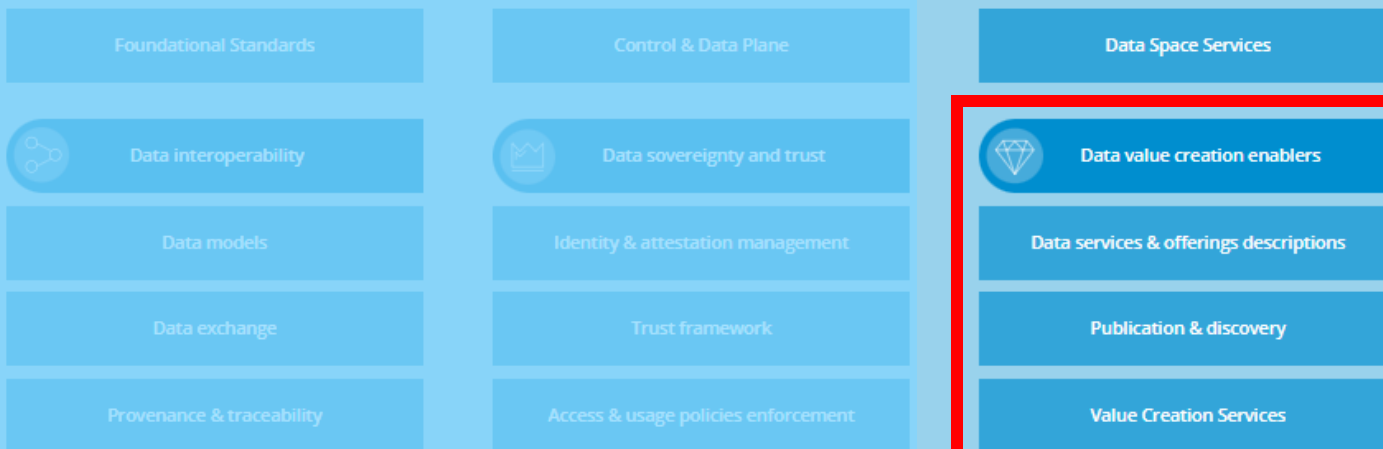 Foundational Standards
Control & Data Plane
Data Space Services
Data interoperability
Data sovereignty and trust
Data value creation enablers
Data models
Identity & attestation management
Data services & offerings descriptions
Data exchange
Trust framework
Publication & discovery
Provenance & traceability
Access & usage policies enforcement
Value Creation Services